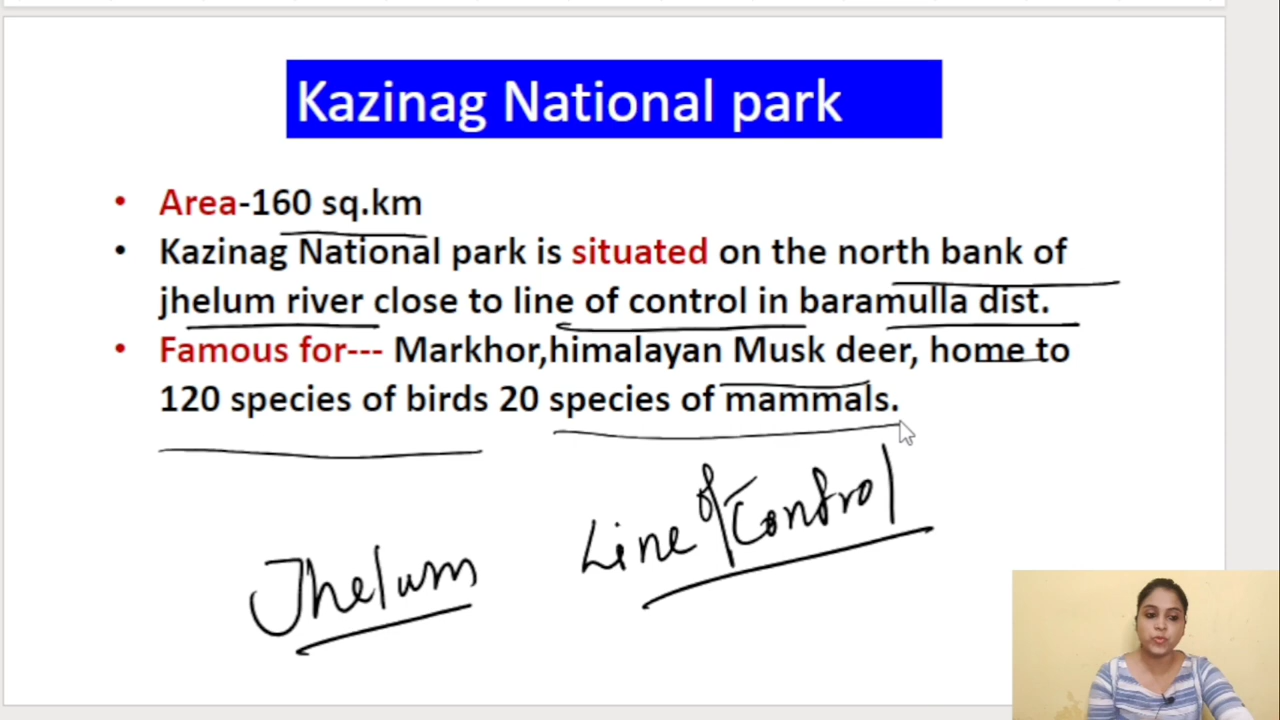 Kazinag National park
• Area-160 sq.km
• Kazinag National park is situated on the north bank of
jhelum river close to line of control in baramulla dist.
• Famous for--- Markhor,himalayan Musk deer, home to
120 species of birds 20 species of mammals.
Line of Control
Jhelum